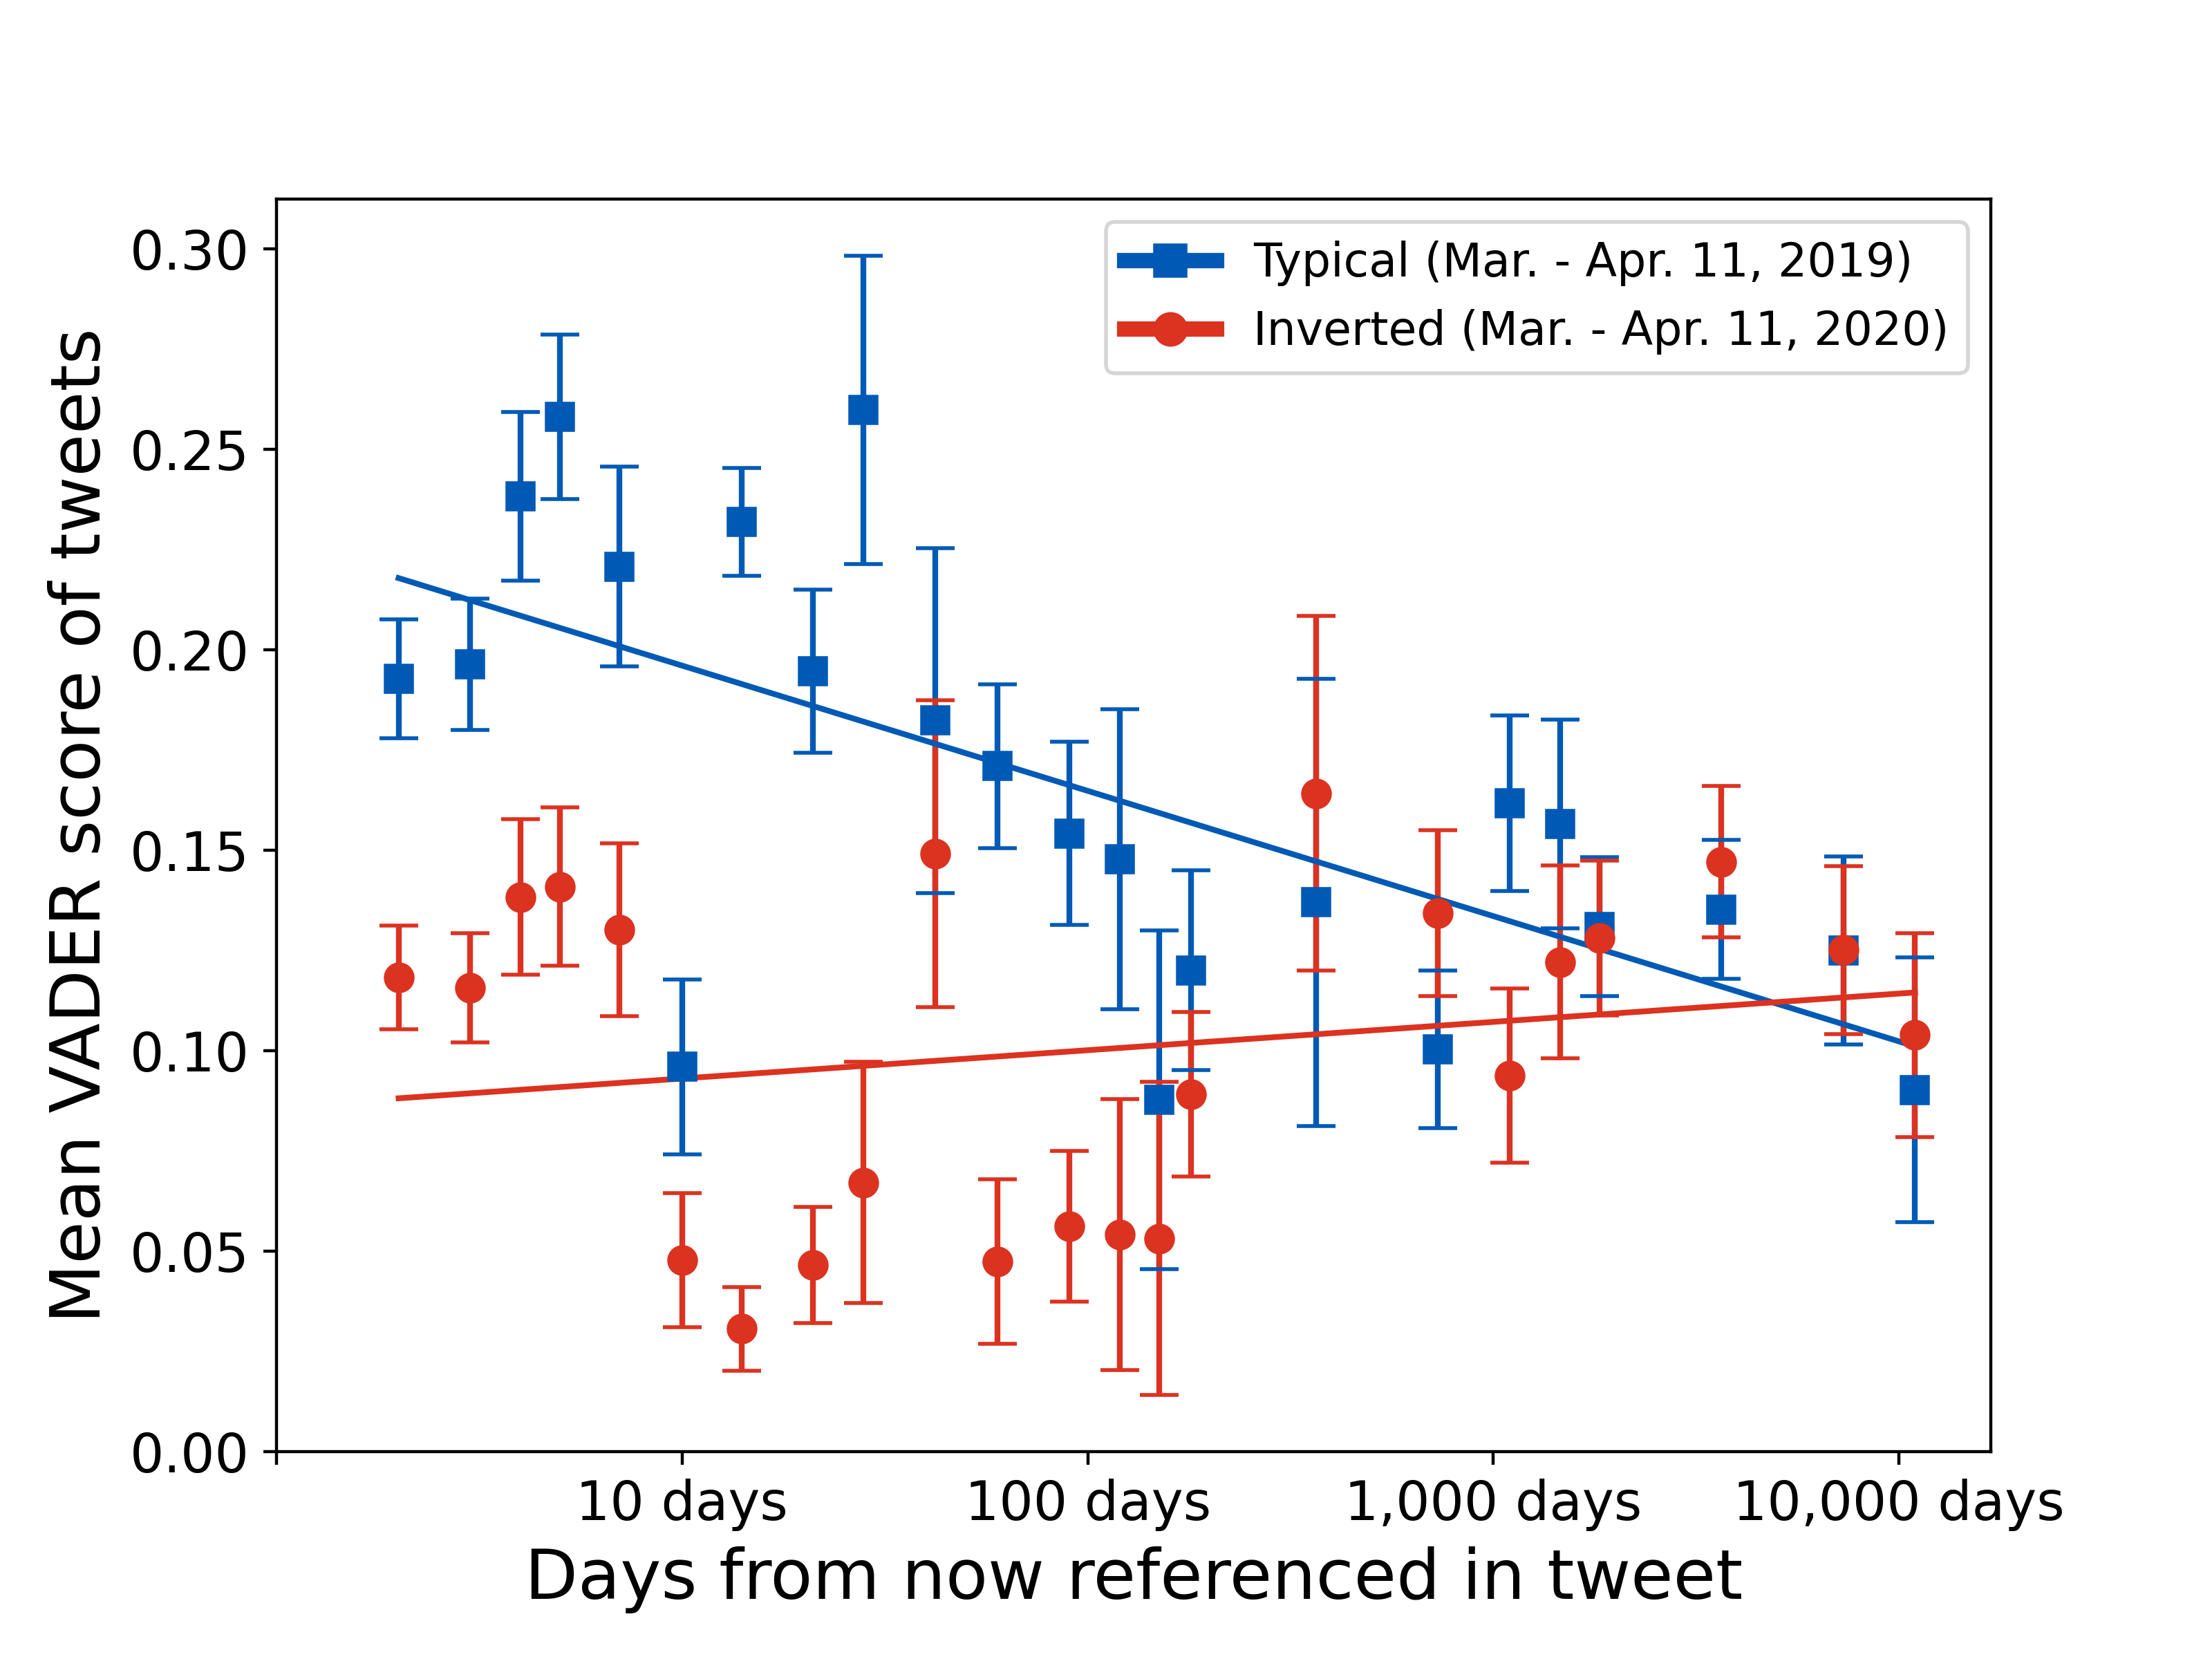 Typical (Mar. - Apr. 11, 2019)
Inverted (Mar. - Apr. 11, 2020)
Mean VADER score of tweets
0.30
0.25
0.20
0.15
0.10
0.05
0.00
10 days
100 days
1,000 days
10,000 days
Days from now referenced in tweet